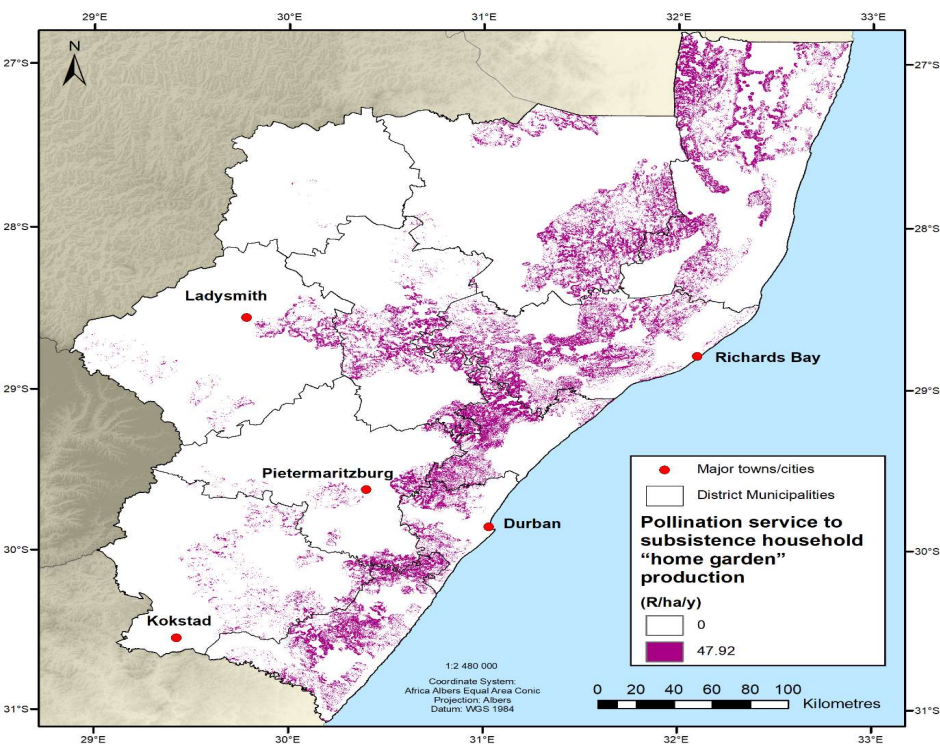 29°E 30°E 31°E 32°E 33°E
N
27°S
27°S
28°S
28°S
Ladysmith
Richards Bay
29°S
29°S
Pietermaritzburg
Durban
30°S
30°S
Kokstad
31°S
31°S
Major towns/cities
District Municipalities
Pollination service to
subsistence household
“home garden”
production
(R/ha/y)
0
47.92
1:2 480 000
Coordinate System:
Africa Albers Equal Area Conic
Projection: Albers
Datum: WGS 1984
0 20 40 60 80 100
Kilometres
29°E 30°E 31°E 32°E 33°E